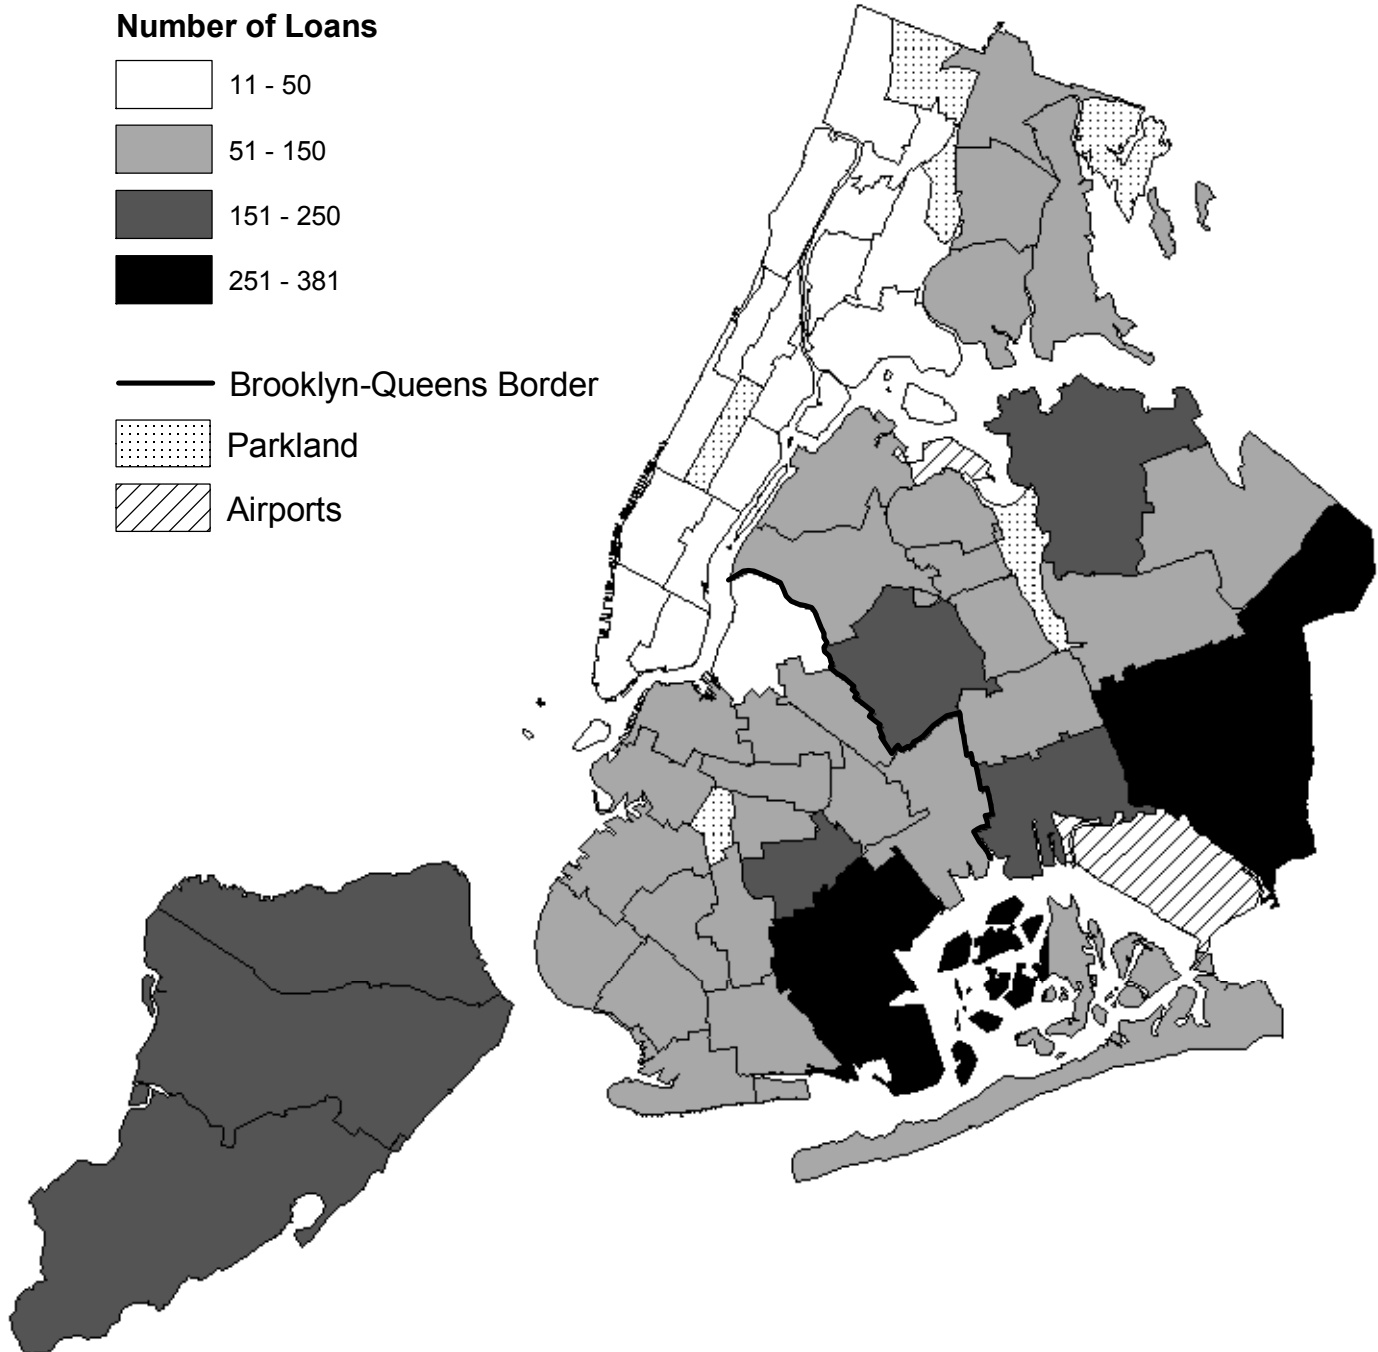 Number of Loans
11 - 50
51 - 150
151 - 250
251 - 381
Brooklyn-Queens Border
Parkland
Airports